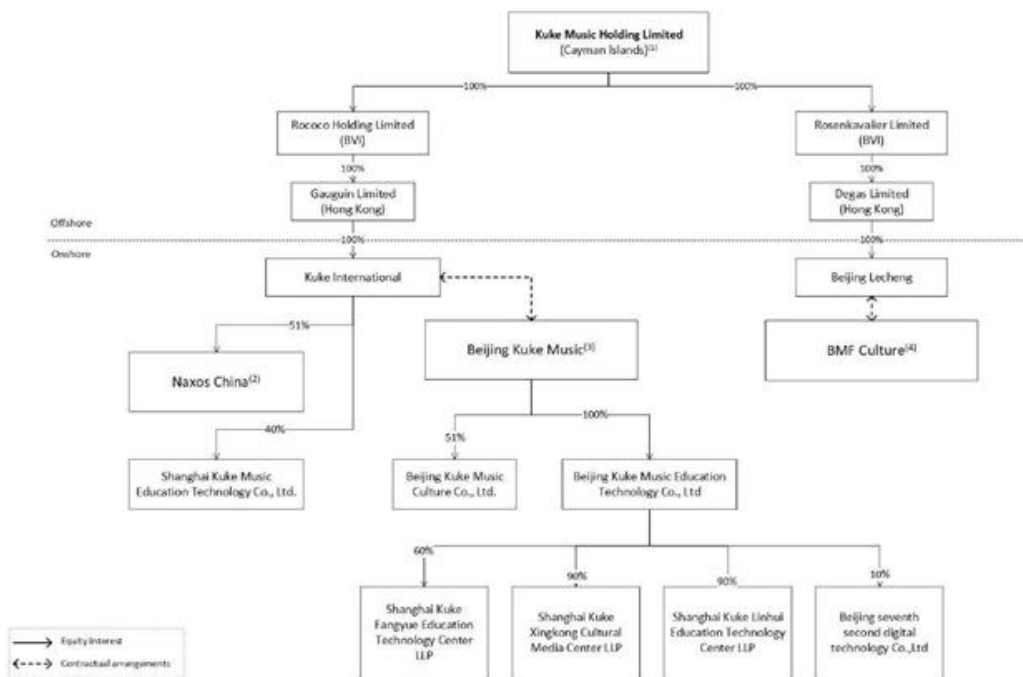 Kuke Music Holding Limited
(Cayman Islands)(1)
100%
100%
Rococo Holding Limited
(BVI)
Rosenkavalier Limited
(BVI)
100%
100%
Gauguin Limited
(Hong Kong)
Degas Limited
(Hong Kong)
Offshore
100%
100%
Onshore
Kuke International
Beijing Lecheng
51%
Beijing Kuke Music(3)
BMF Culture(4)
Naxos China(2)
100%
40%
51%
Shanghai Kuke Music
Education Technology Co., Ltd.
Beijing Kuke Music
Culture Co., Ltd.
Beijing Kuke Music Education
Technology Co., Ltd
60%
90%
90%
10%
Shanghai Kuke
Fangyue Education
Technology Center
LLP
Shanghai Kuke
Xingkong Cultural
Media Center LLP
Shanghai Kuke Linhui
Education Technology
Center LLP
Beijing seventh
second digital
technology Co.,Ltd
Equity Interest
Contractual arrangements